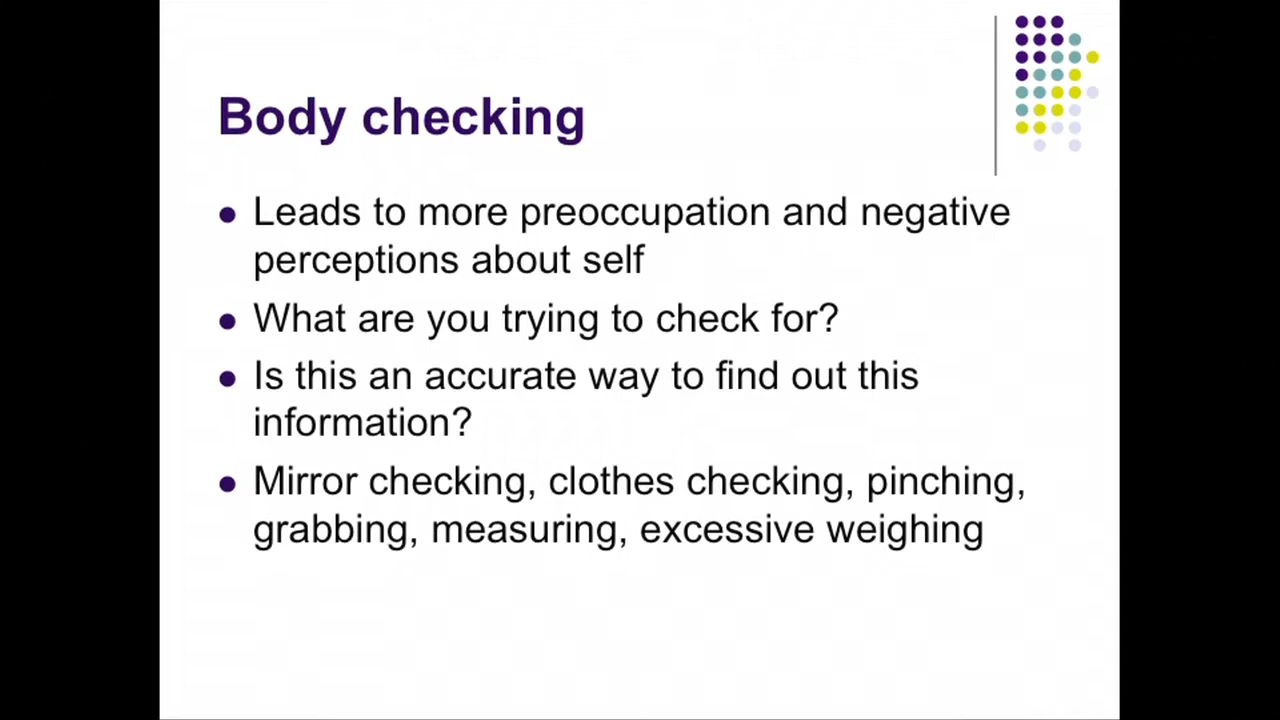 Body checking
Leads to more preoccupation and negative
perceptions about self
What are you trying to check for?
Is this an accurate way to find out this
information?
Mirror checking, clothes checking, pinching,
grabbing, measuring, excessive weighing